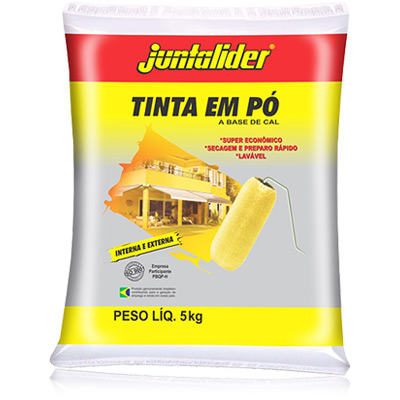 juntalider
TINTA EM PÓ
A BASE DE CAL
*SUPER ECONÔMICO
*SECAGEM E PREPARO RÁPIDO
*LAVÁVEL
INTERNA E EXTERNA
Empresa
Participante
PBQP-H
PESO LÍQ. 5kg